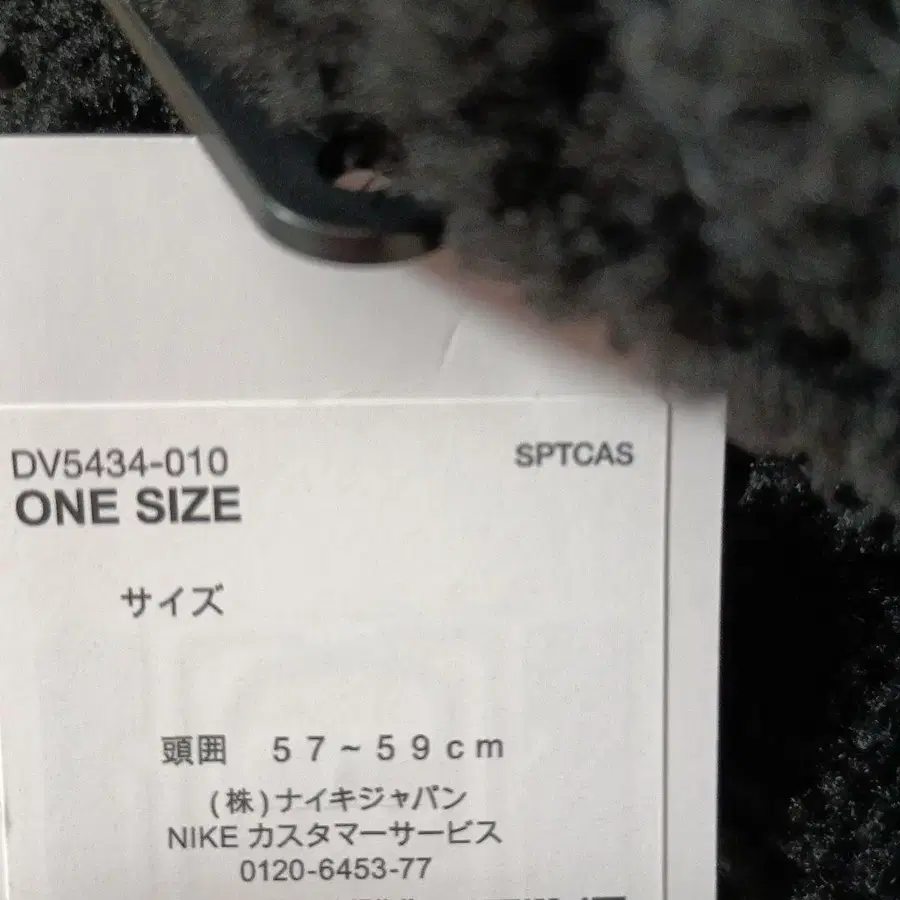 DV5434-010
SPTCAS
ONE SIZE
サイズ
頭囲 57~59cm
(株)ナイキジャパン
NIKE カスタマーサービス
0120-6453-77